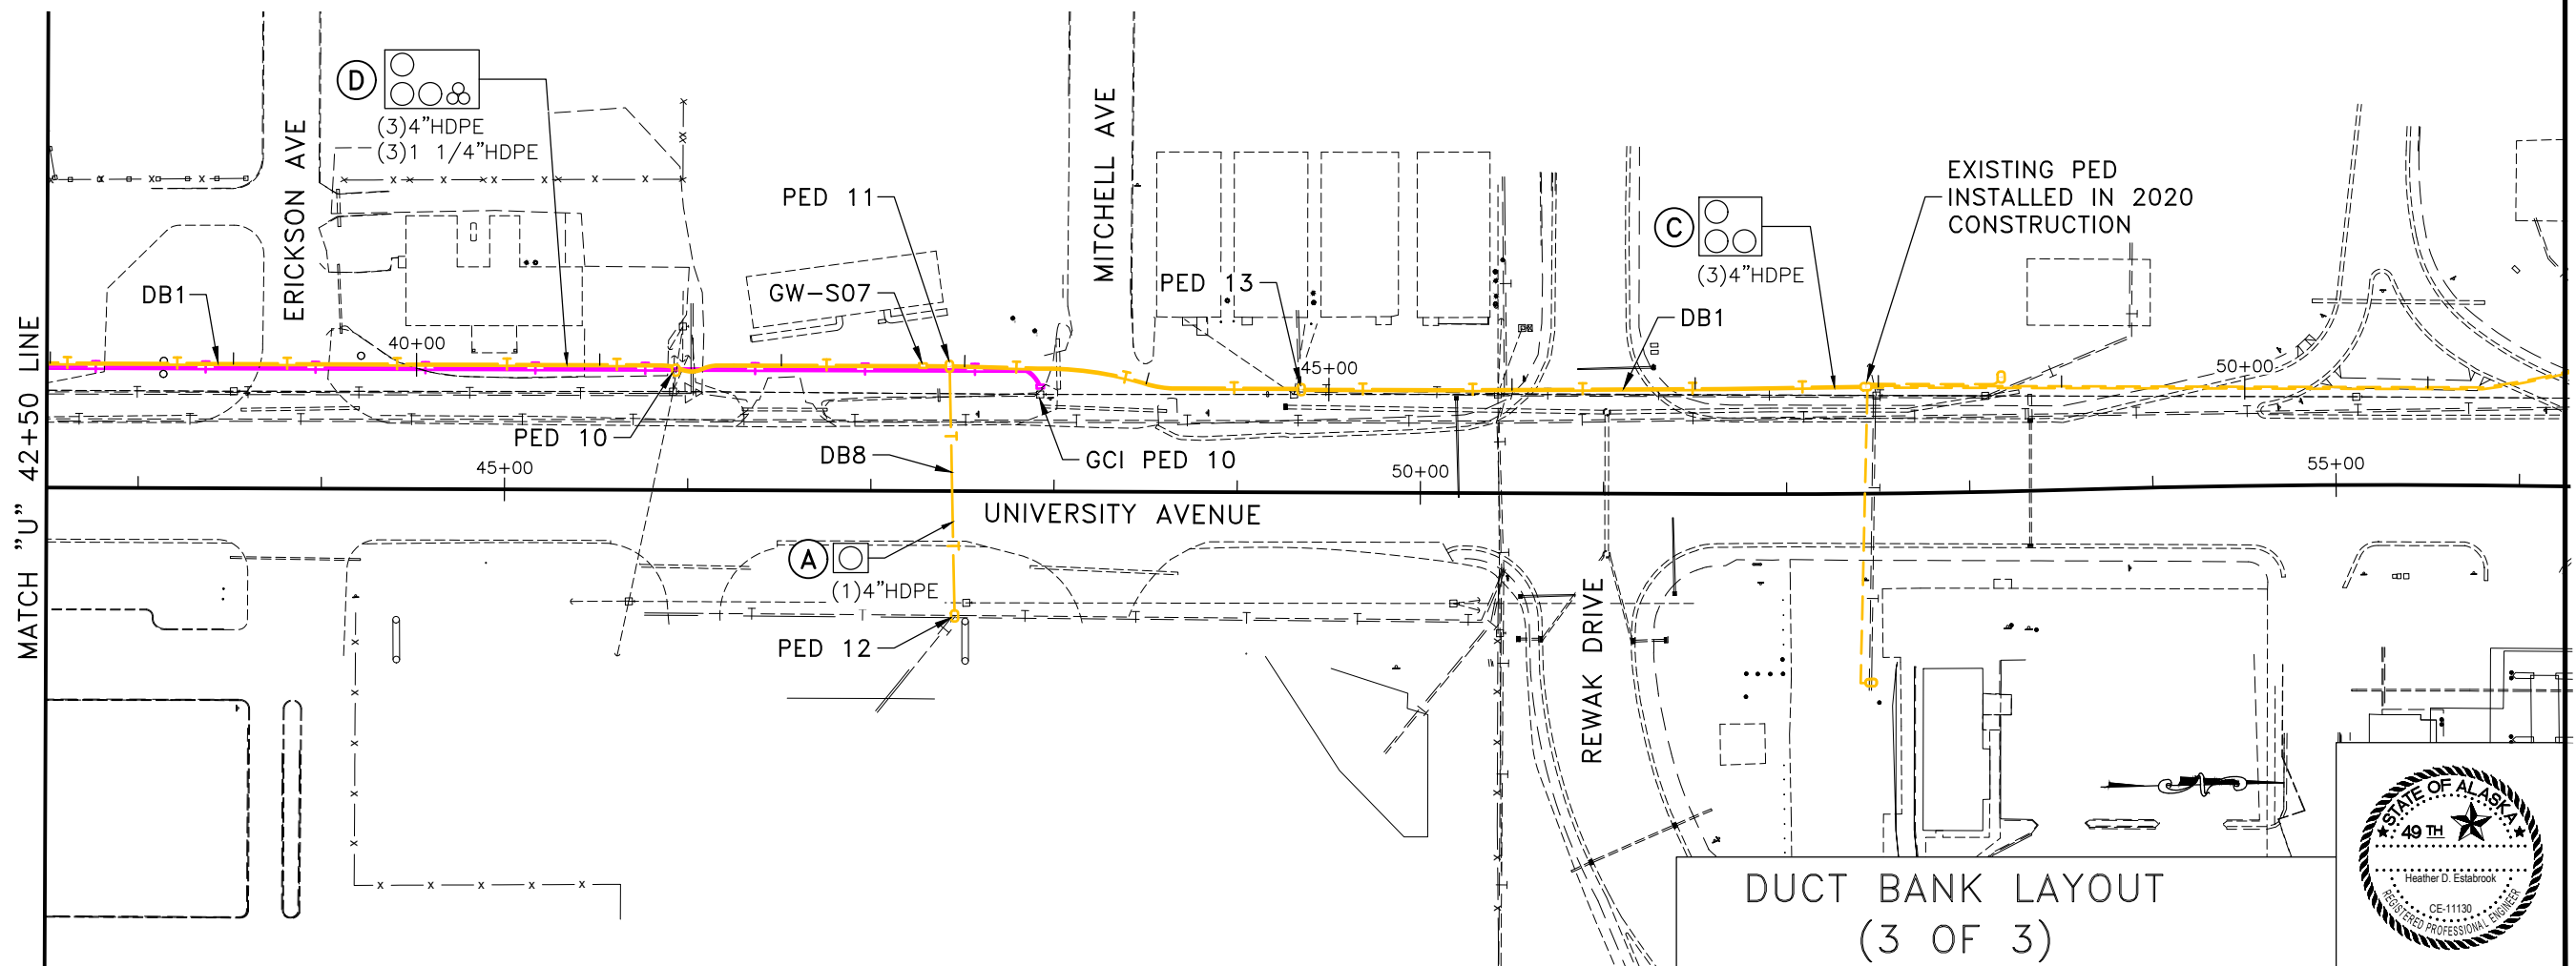 D
(3)4"HDPE
(3)1 1/4"HDPE
ERICKSON AVE
MITCHELL AVE
PED 11
GW-S07
DB1
40+00
PED 13
45+00
C
(3)4"HDPE
DB1
EXISTING PED
INSTALLED IN 2020
CONSTRUCTION
50+00
MATCH "U" 42+50 LINE
PED 10
DB8
GCI PED 10
45+00
50+00
55+00
UNIVERSITY AVENUE
A
(1)4"HDPE
PED 12
REWAK DRIVE
DUCT BANK LAYOUT
(3 OF 3)
STATE OF ALASKA
49 TH
Heather D. Estabrook
CE-11130
REGISTERED PROFESSIONAL ENGINEER